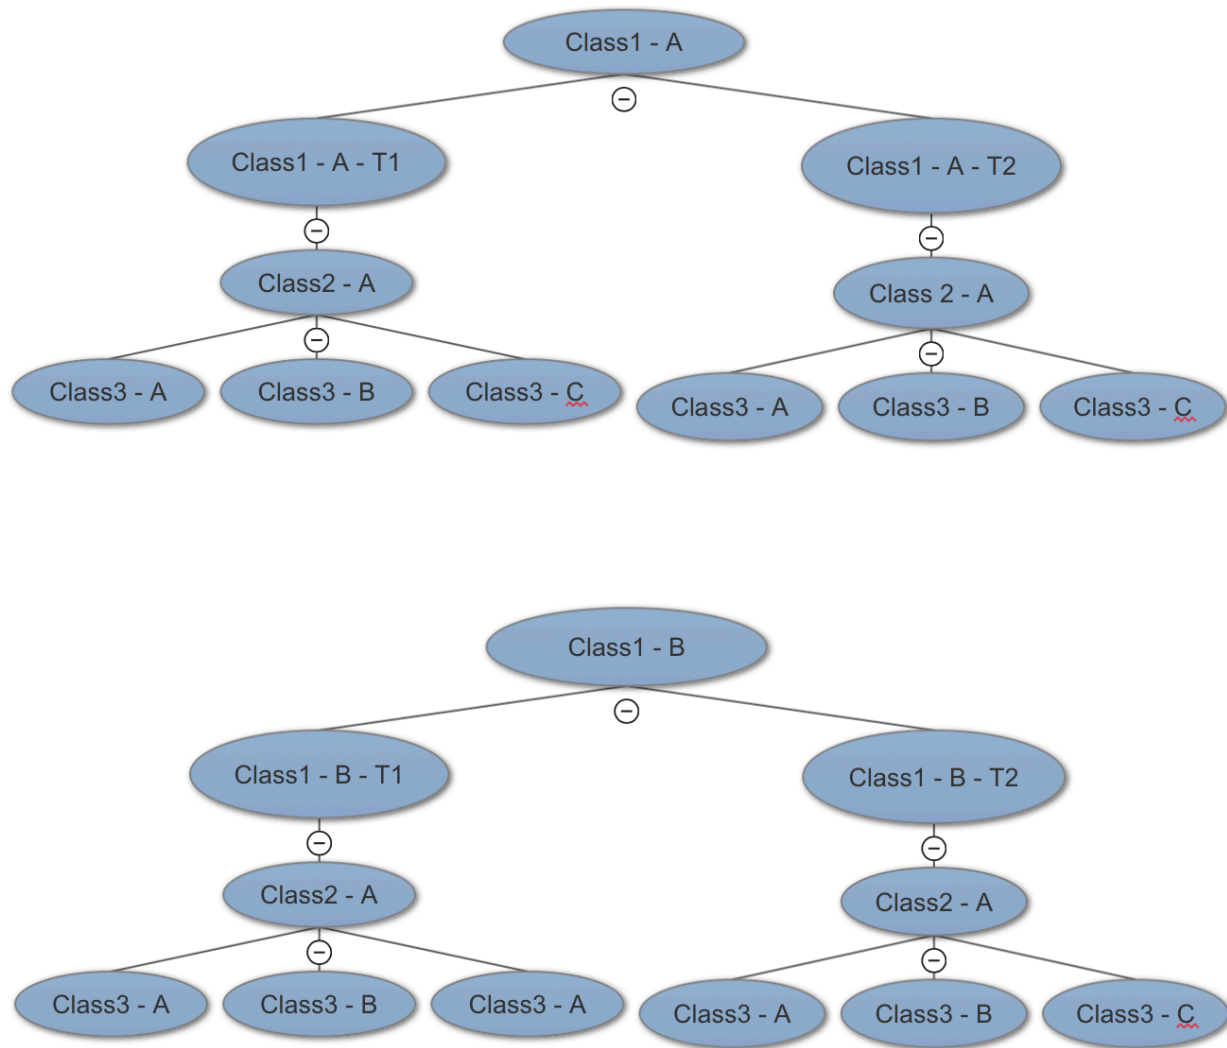 Class1 - A
Class1 - A - T1
Class1 - A - T2
Class2 - A
Class 2 - A
Class3 - A
Class3 - B
Class3 - C
Class3 - A
Class3 - B
Class3 - C
Class1 - B
Class1 - B - T1
Class1 - B - T2
Class2 - A
Class2 - A
Class3 - A
Class3 - B
Class3 - A
Class3 - A
Class3 - B
Class3 - C